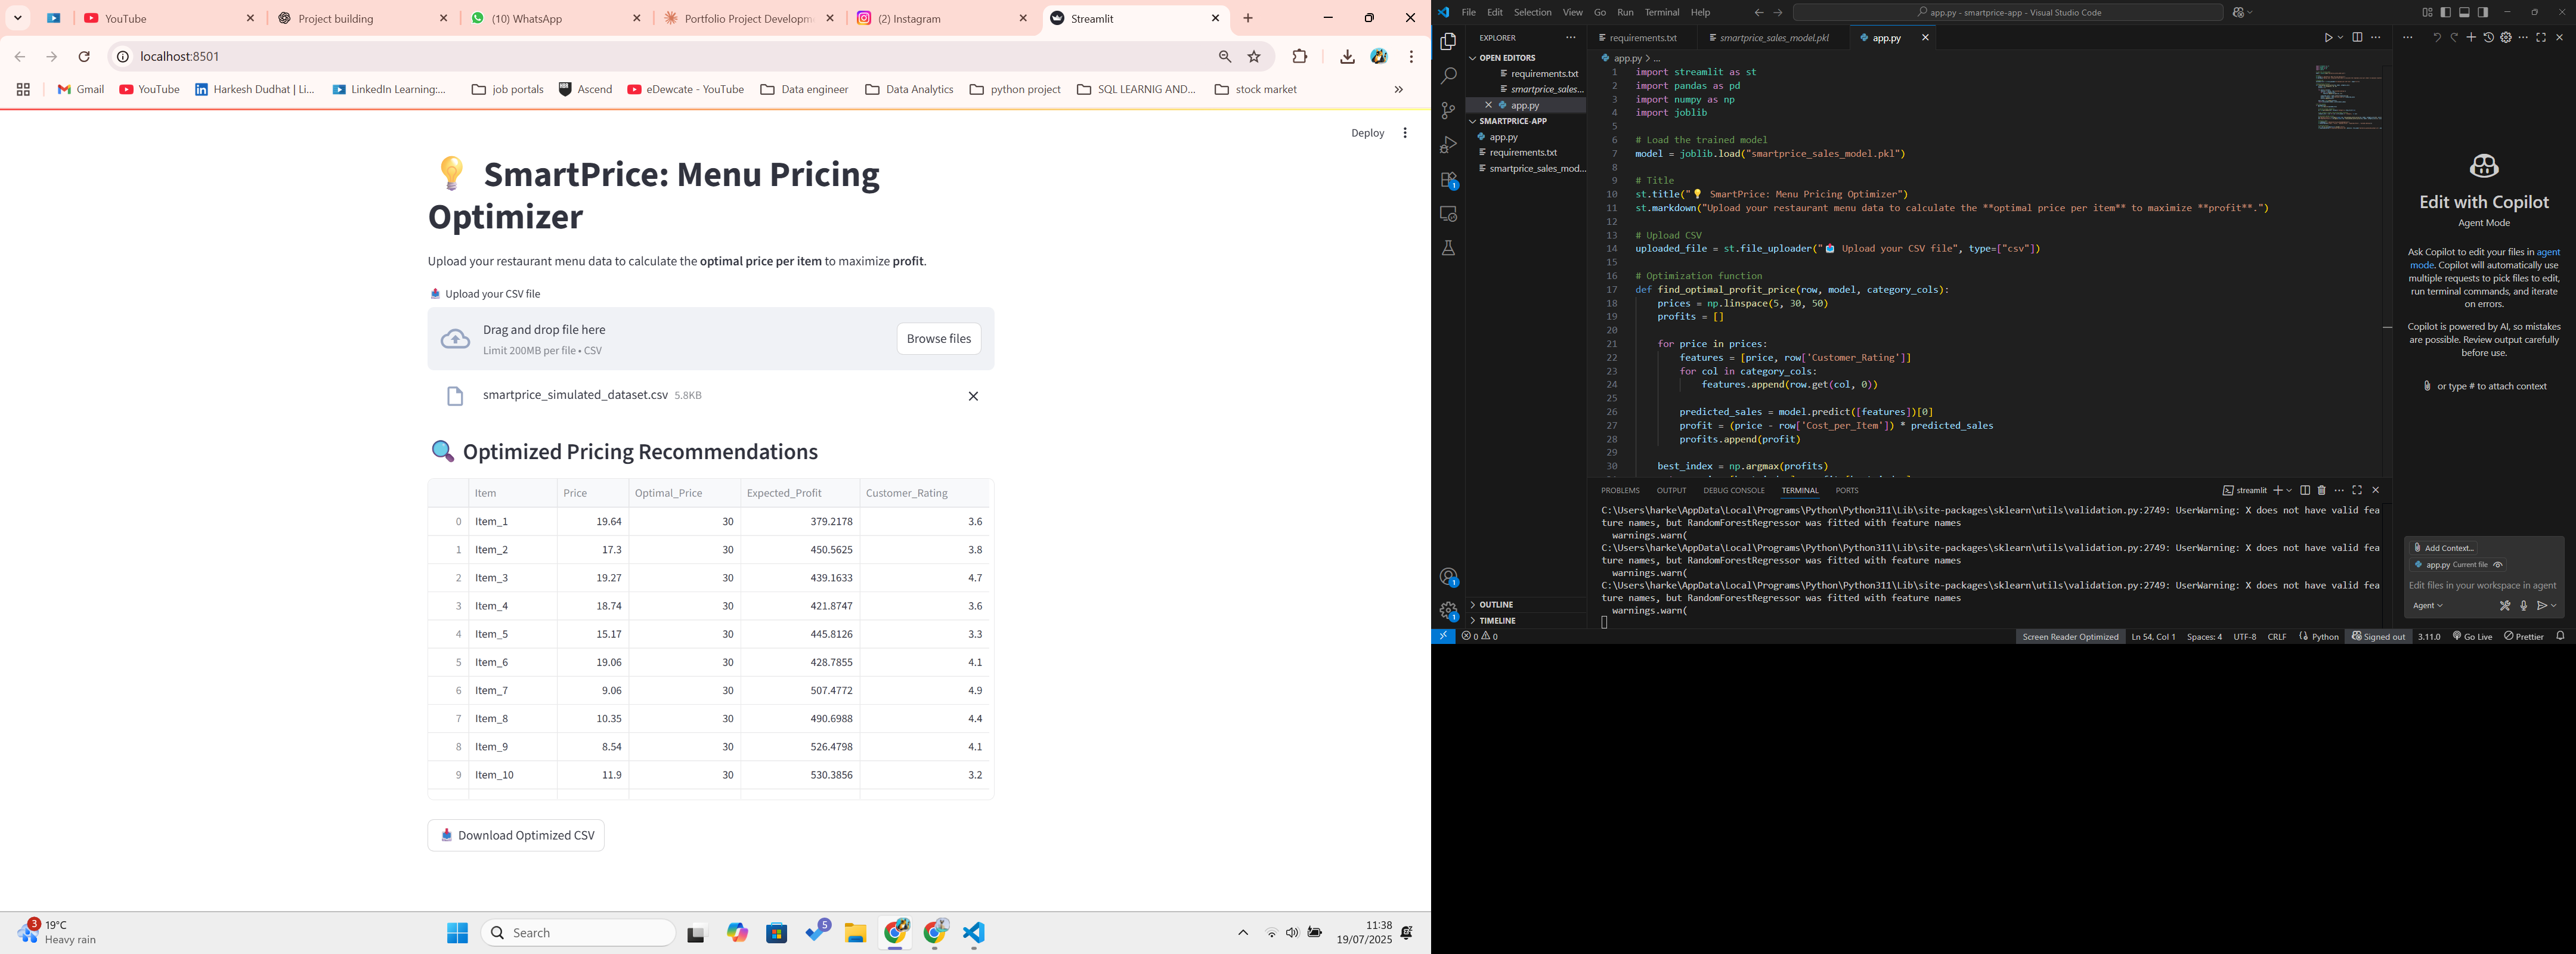 YouTube
Project building
(10) WhatsApp
Portfolio Project Developm
(2) Instagram
Streamlit
localhost:8501
Gmail
YouTube
Harkesh Dudhat | Li...
LinkedIn Learning:...
job portals
Ascend
eDewcate - YouTube
Data engineer
Data Analytics
python project
SQL LEARNIG AND...
stock market
Deploy
💡 SmartPrice: Menu Pricing
Optimizer
Upload your restaurant menu data to calculate the optimal price per item to maximize profit.
📥 Upload your CSV file
Drag and drop file here
Limit 200MB per file • CSV
Browse files
smartprice_simulated_dataset.csv 5.8KB
🔍 Optimized Pricing Recommendations
Item Price Optimal_Price Expected_Profit Customer_Rating
0 Item_1 19.64 30 379.2178 3.6
1 Item_2 17.3 30 450.5625 3.8
2 Item_3 19.27 30 439.1633 4.7
3 Item_4 18.74 30 421.8747 3.6
4 Item_5 15.17 30 445.8126 3.3
5 Item_6 19.06 30 428.7855 4.1
6 Item_7 9.06 30 507.4772 4.9
7 Item_8 10.35 30 490.6988 4.4
8 Item_9 8.54 30 526.4798 4.1
9 Item_10 11.9 30 530.3856 3.2
📥 Download Optimized CSV
3
19°C
Heavy rain
Search
5
11:38
19/07/2025
File Edit Selection View Go Run Terminal Help
app.py - smartprice-app - Visual Studio Code
EXPLORER
OPEN EDITORS
requirements.txt
smartprice_sales...
app.py
SMARTPRICE-APP
app.py
requirements.txt
smartprice_sales_mod...
OUTLINE
TIMELINE
1
1
1
requirements.txt
smartprice_sales_model.pkl
app.py
app.py > ...
1 import streamlit as st
2 import pandas as pd
3 import numpy as np
4 import joblib
5
6 # Load the trained model
7 model = joblib.load("smartprice_sales_model.pkl")
8
9 # Title
10 st.title("💡 SmartPrice: Menu Pricing Optimizer")
11 st.markdown("Upload your restaurant menu data to calculate the **optimal price per item** to maximize **profit**.")
12
13 # Upload CSV
14 uploaded_file = st.file_uploader("📥 Upload your CSV file", type=["csv"])
15
16 # Optimization function
17 def find_optimal_profit_price(row, model, category_cols):
18 prices = np.linspace(5, 30, 50)
19 profits = []
20
21 for price in prices:
22 features = [price, row['Customer_Rating']]
23 for col in category_cols:
24 features.append(row.get(col, 0))
25
26 predicted_sales = model.predict([features])[0]
27 profit = (price - row['Cost_per_Item']) * predicted_sales
28 profits.append(profit)
29
30 best_index = np.argmax(profits)
PROBLEMS OUTPUT DEBUG CONSOLE TERMINAL PORTS
streamlit
C:\Users\harke\AppData\Local\Programs\Python\Python311\Lib\site-packages\sklearn\utils\validation.py:2749: UserWarning: X does not have valid fea
ture names, but RandomForestRegressor was fitted with feature names
warnings.warn(
C:\Users\harke\AppData\Local\Programs\Python\Python311\Lib\site-packages\sklearn\utils\validation.py:2749: UserWarning: X does not have valid fea
ture names, but RandomForestRegressor was fitted with feature names
warnings.warn(
C:\Users\harke\AppData\Local\Programs\Python\Python311\Lib\site-packages\sklearn\utils\validation.py:2749: UserWarning: X does not have valid fea
ture names, but RandomForestRegressor was fitted with feature names
warnings.warn(
Edit with Copilot
Agent Mode
Ask Copilot to edit your files in agent
mode. Copilot will automatically use
multiple requests to pick files to edit,
run terminal commands, and iterate
on errors.
Copilot is powered by AI, so mistakes
are possible. Review output carefully
before use.
or type # to attach context
Add Context...
app.py Current file
Edit files in your workspace in agent
Agent
0 0
Screen Reader Optimized
Ln 54, Col 1
Spaces: 4
UTF-8
CRLF
Python
Signed out
3.11.0
Go Live
Prettier